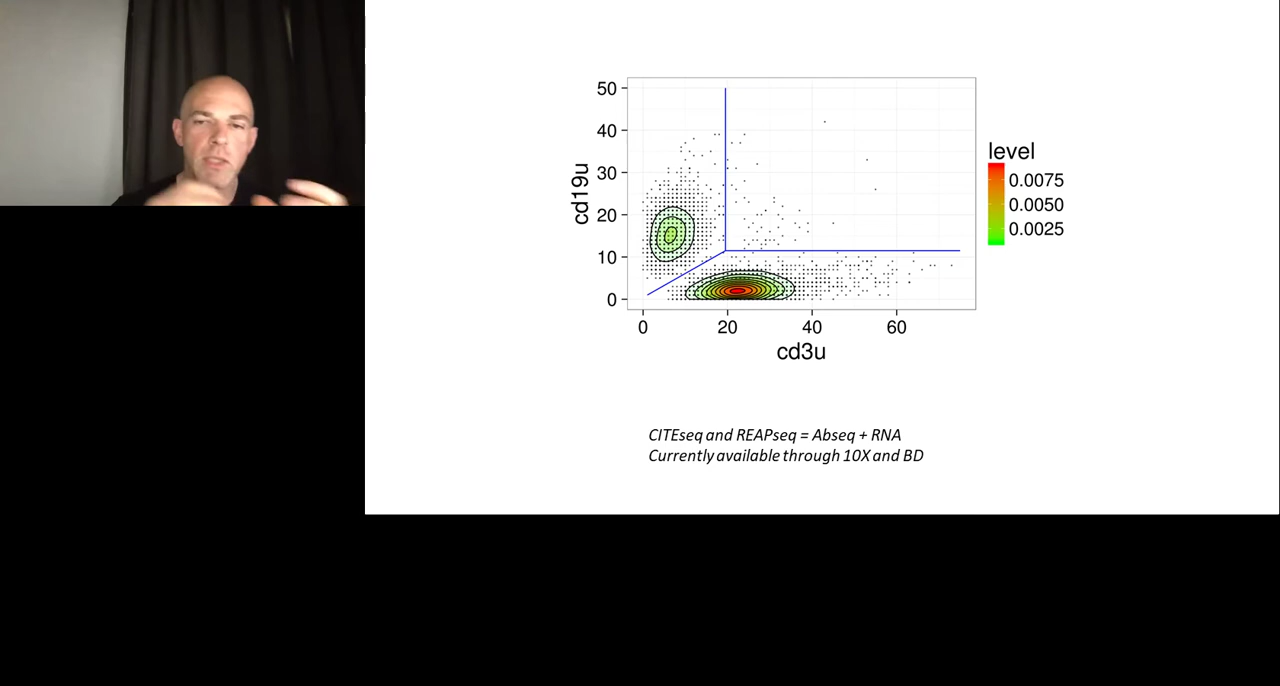 50
40
30
20
10
0
cd19u
0 20 40 60
cd3u
level
0.0075
0.0050
0.0025
CITEseq and REAPseq = Abseq + RNA
Currently available through 10X and BD